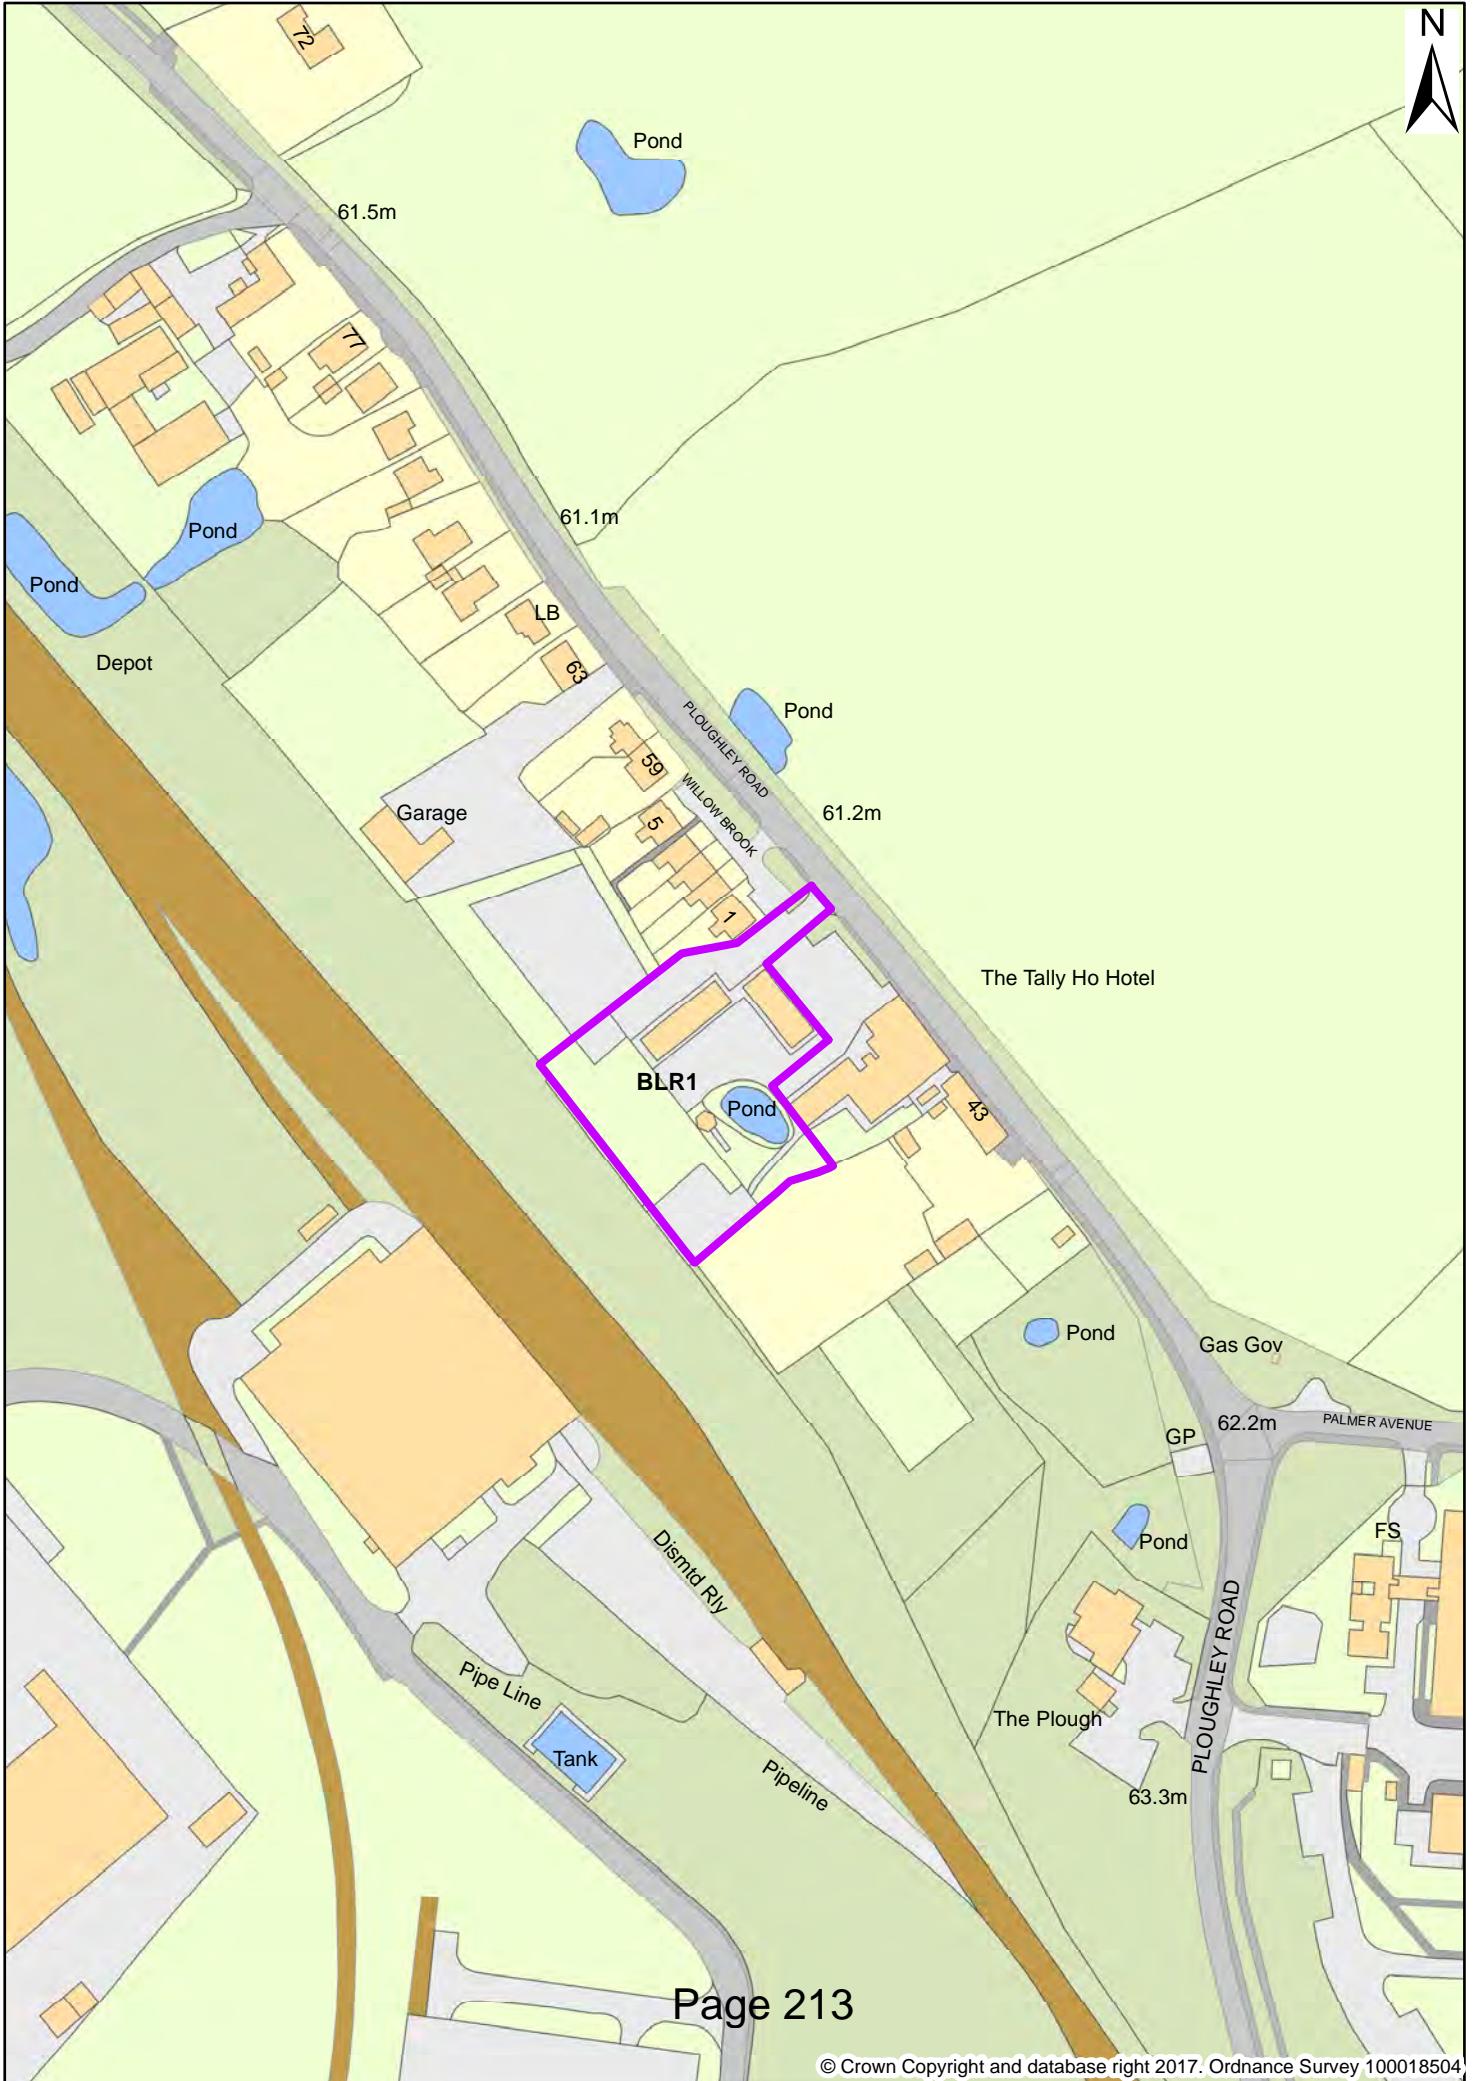 N
72
Pond
61.5m
77
Pond
61.1m
Pond
LB
Depot
63
Pond
PLOUGHLEY ROAD
59
WILLOW BROOK
61.2m
Garage
5
1
The Tally Ho Hotel
BLR1
Pond
43
Pond
Gas Gov
62.2m
PALMER AVENUE
GP
FS
Pond
Dismtd Rly
PLOUGHLEY ROAD
Pipe Line
The Plough
Tank
Pipeline
63.3m
Page 213
© Crown Copyright and database right 2017. Ordnance Survey 100018504